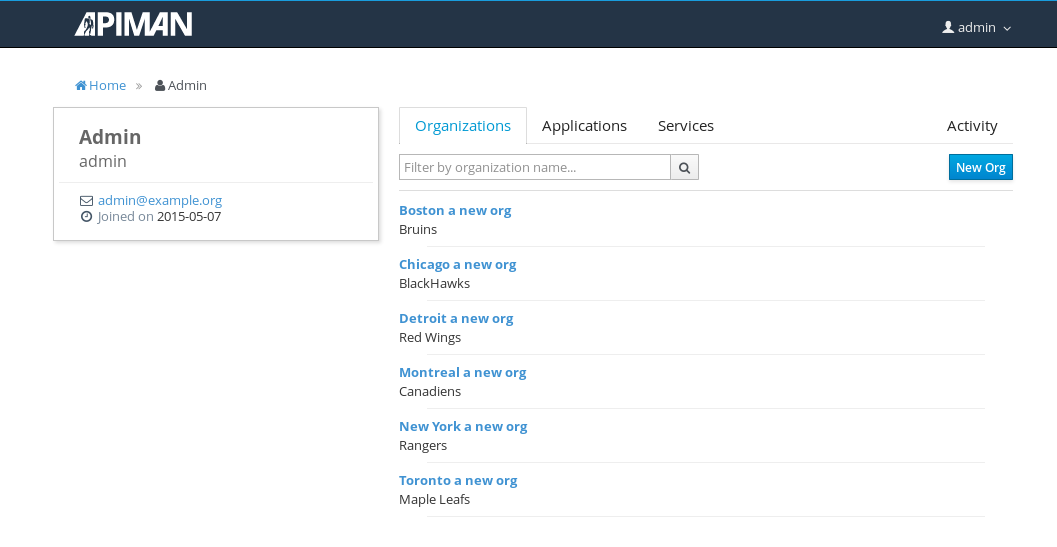 APIMAN
admin
Home » Admin
Admin
admin
admin@example.org
Joined on 2015-05-07
Organizations Applications Services Activity
Filter by organization name...
New Org
Boston a new org
Bruins
Chicago a new org
BlackHawks
Detroit a new org
Red Wings
Montreal a new org
Canadiens
New York a new org
Rangers
Toronto a new org
Maple Leafs